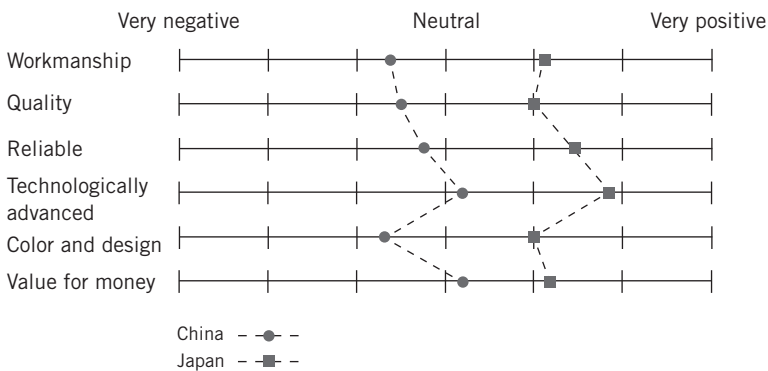 Very negative Neutral Very positive
Workmanship
Quality
Reliable
Technologically
advanced
Color and design
Value for money
China
Japan